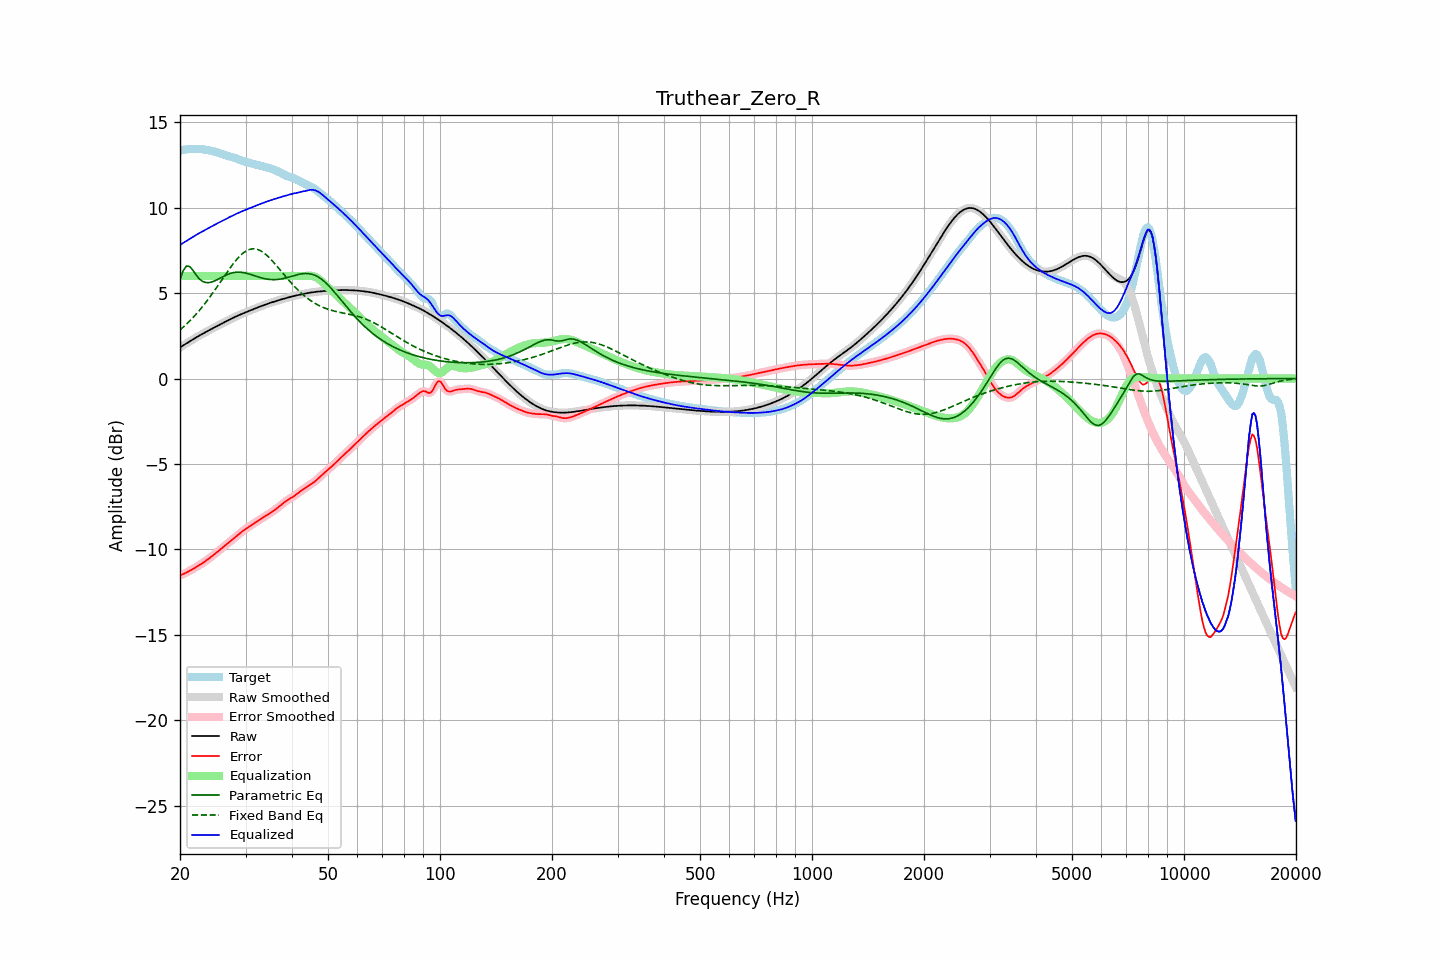 Truthear_Zero_R
Amplitude (dBr)
15
10
5
0
−5
−10
−15
−20
−25
Target
Raw Smoothed
Error Smoothed
Raw
Error
Equalization
Parametric Eq
Fixed Band Eq
Equalized
20 50 100 200 500 1000 2000 5000 10000 20000
Frequency (Hz)